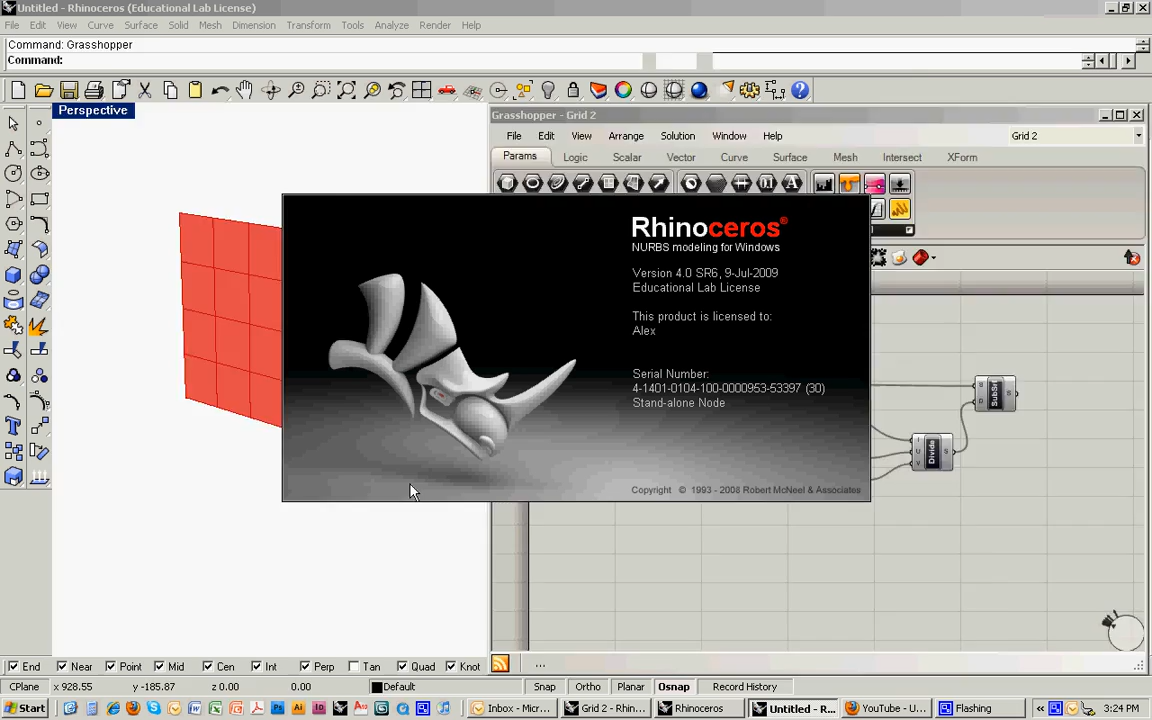 Untitled - Rhinoceros (Educational Lab License)
File Edit View Curve Surface Solid Mesh Dimension Transform Tools Analyze Render Help
Command: Grasshopper
Command:
Perspective
Grasshopper - Grid 2
File Edit View Arrange Solution Window Help Grid 2
Params Logic Scalar Vector Curve Surface Mesh Intersect XForm
Rhinoceros®
NURBS modeling for Windows
Version 4.0 SR6, 9-Jul-2009
Educational Lab License
This product is licensed to:
Alex
Serial Number:
4-1401-0104-100-0000953-53397 (30)
Stand-alone Node
Copyright © 1993 - 2008 Robert McNeel & Associates
SubSrf
Divide
I
U
V
S
...
End Near Point Mid Cen Int Perp Tan Quad Knot
CPlane x 928.55 y -185.87 z 0.00 0.00 Default Snap Ortho Planar Osnap Record History
Start Inbox - Micr... Grid 2 - Rhin... Rhinoceros Untitled - R... YouTube - U... Flashing 3:24 PM